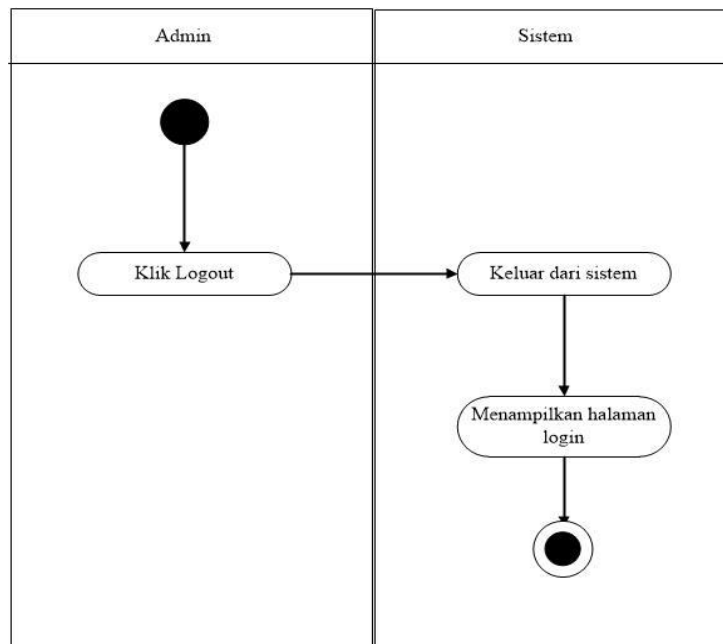 Admin
Sistem
Klik Logout
Keluar dari sistem
Menampilkan halaman
login